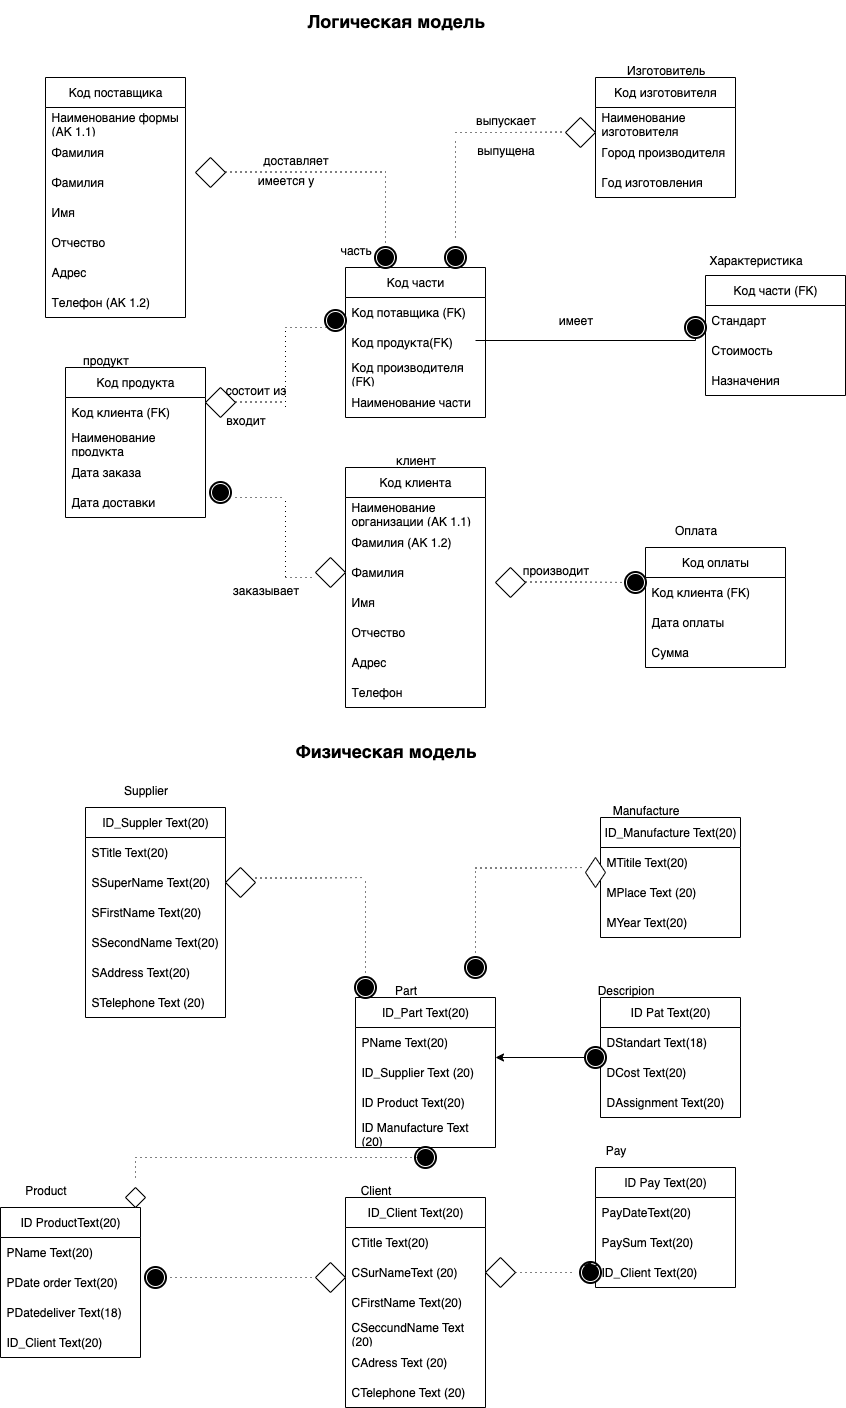 Логическая модель
Код поставщика
Наименование формы
(АК 1.1)
Фамилия
Фамилия
Имя
Отчество
Адрес
Телефон (АК 1.2)
доставляет
имеется у
выпускает
выпущена
Изготовитель
Код изготовителя
Наименование
изготовителя
Город производителя
Год изготовления
часть
Код части
Код потавщика (FK)
Код продукта(FK)
Код производителя
(FK)
Наименование части
имеет
Характеристика
Код части (FK)
Стандарт
Стоимость
Назначения
продукт
Код продукта
Код клиента (FK)
Наименование
продукта
Дата заказа
Дата доставки
состоит из
входит
заказывает
клиент
Код клиента
Наименование
организации (АК 1.1)
Фамилия (АК 1.2)
Фамилия
Имя
Отчество
Адрес
Телефон
производит
Оплата
Код оплаты
Код клиента (FK)
Дата оплаты
Сумма
Физическая модель
Supplier
ID_Suppler Text(20)
STitle Text(20)
SSuperName Text(20)
SFirstName Text(20)
SSecondName Text(20)
SAddress Text(20)
STelephone Text (20)
Manufacture
ID_Manufacture Text(20)
MTitile Text(20)
MPlace Text (20)
MYear Text(20)
Part
ID_Part Text(20)
PName Text(20)
ID_Supplier Text (20)
ID Product Text(20)
ID Manufacture Text
(20)
Descripion
ID Pat Text(20)
DStandart Text(18)
DCost Text(20)
DAssignment Text(20)
Product
ID ProductText(20)
PName Text(20)
PDate order Text(20)
PDatedeliver Text(18)
ID_Client Text(20)
Client
ID_Client Text(20)
CTitle Text(20)
CSurNameText (20)
CFirstName Text(20)
CSeccundName Text
(20)
CAdress Text (20)
CTelephone Text (20)
Pay
ID Pay Text(20)
PayDateText(20)
PaySum Text(20)
ID_Client Text(20)